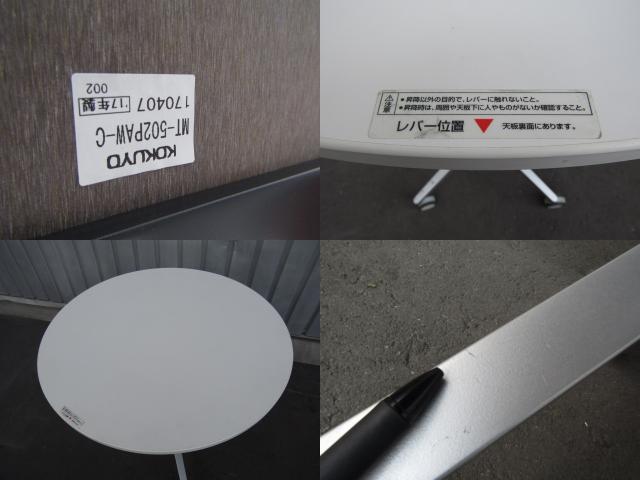 KOKUYO
MT-502PAW-C
170407 '17年製
002
注意
•昇降以外の目的で、レバーに触れないこと。
•昇降時は、周囲や天板下に人やものがないか確認すること。
レバー位置 ▼ 天板裏面にあります。